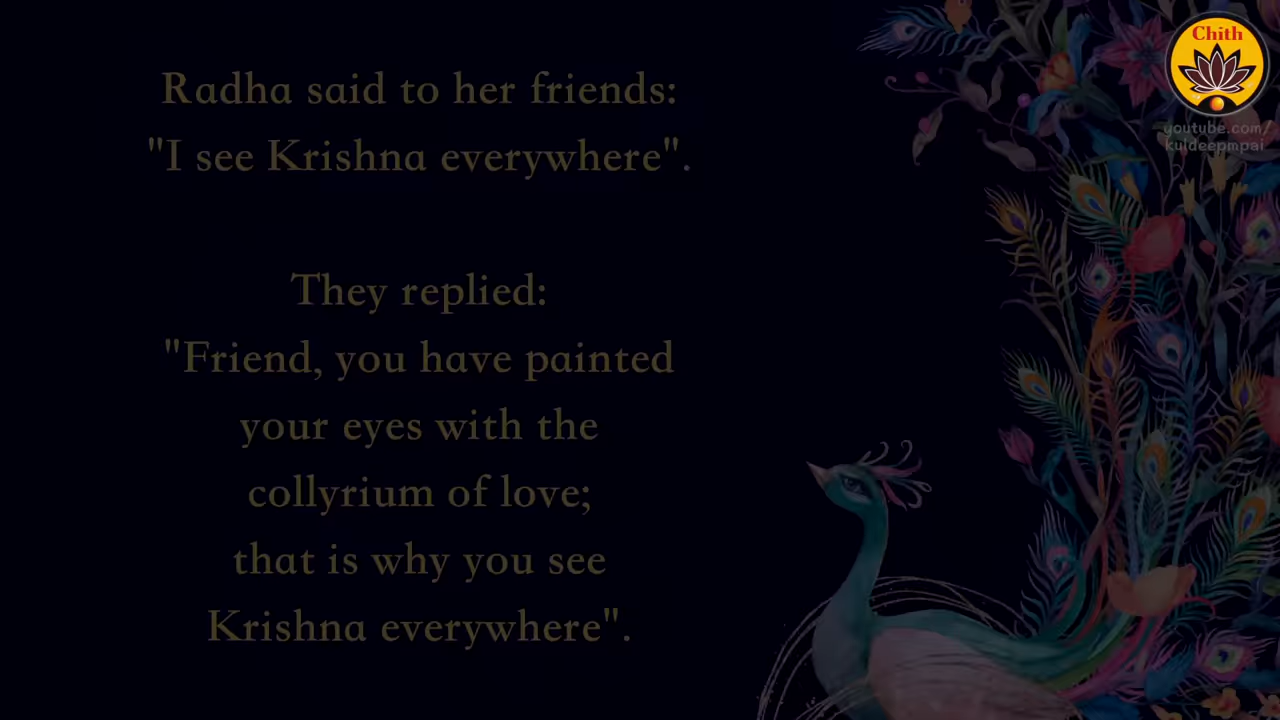 Radha said to her friends:
"I see Krishna everywhere".
They replied:
"Friend, you have painted
your eyes with the
collyrium of love;
that is why you see
Krishna everywhere".
Chith
youtube.com/
kuldeepmpai